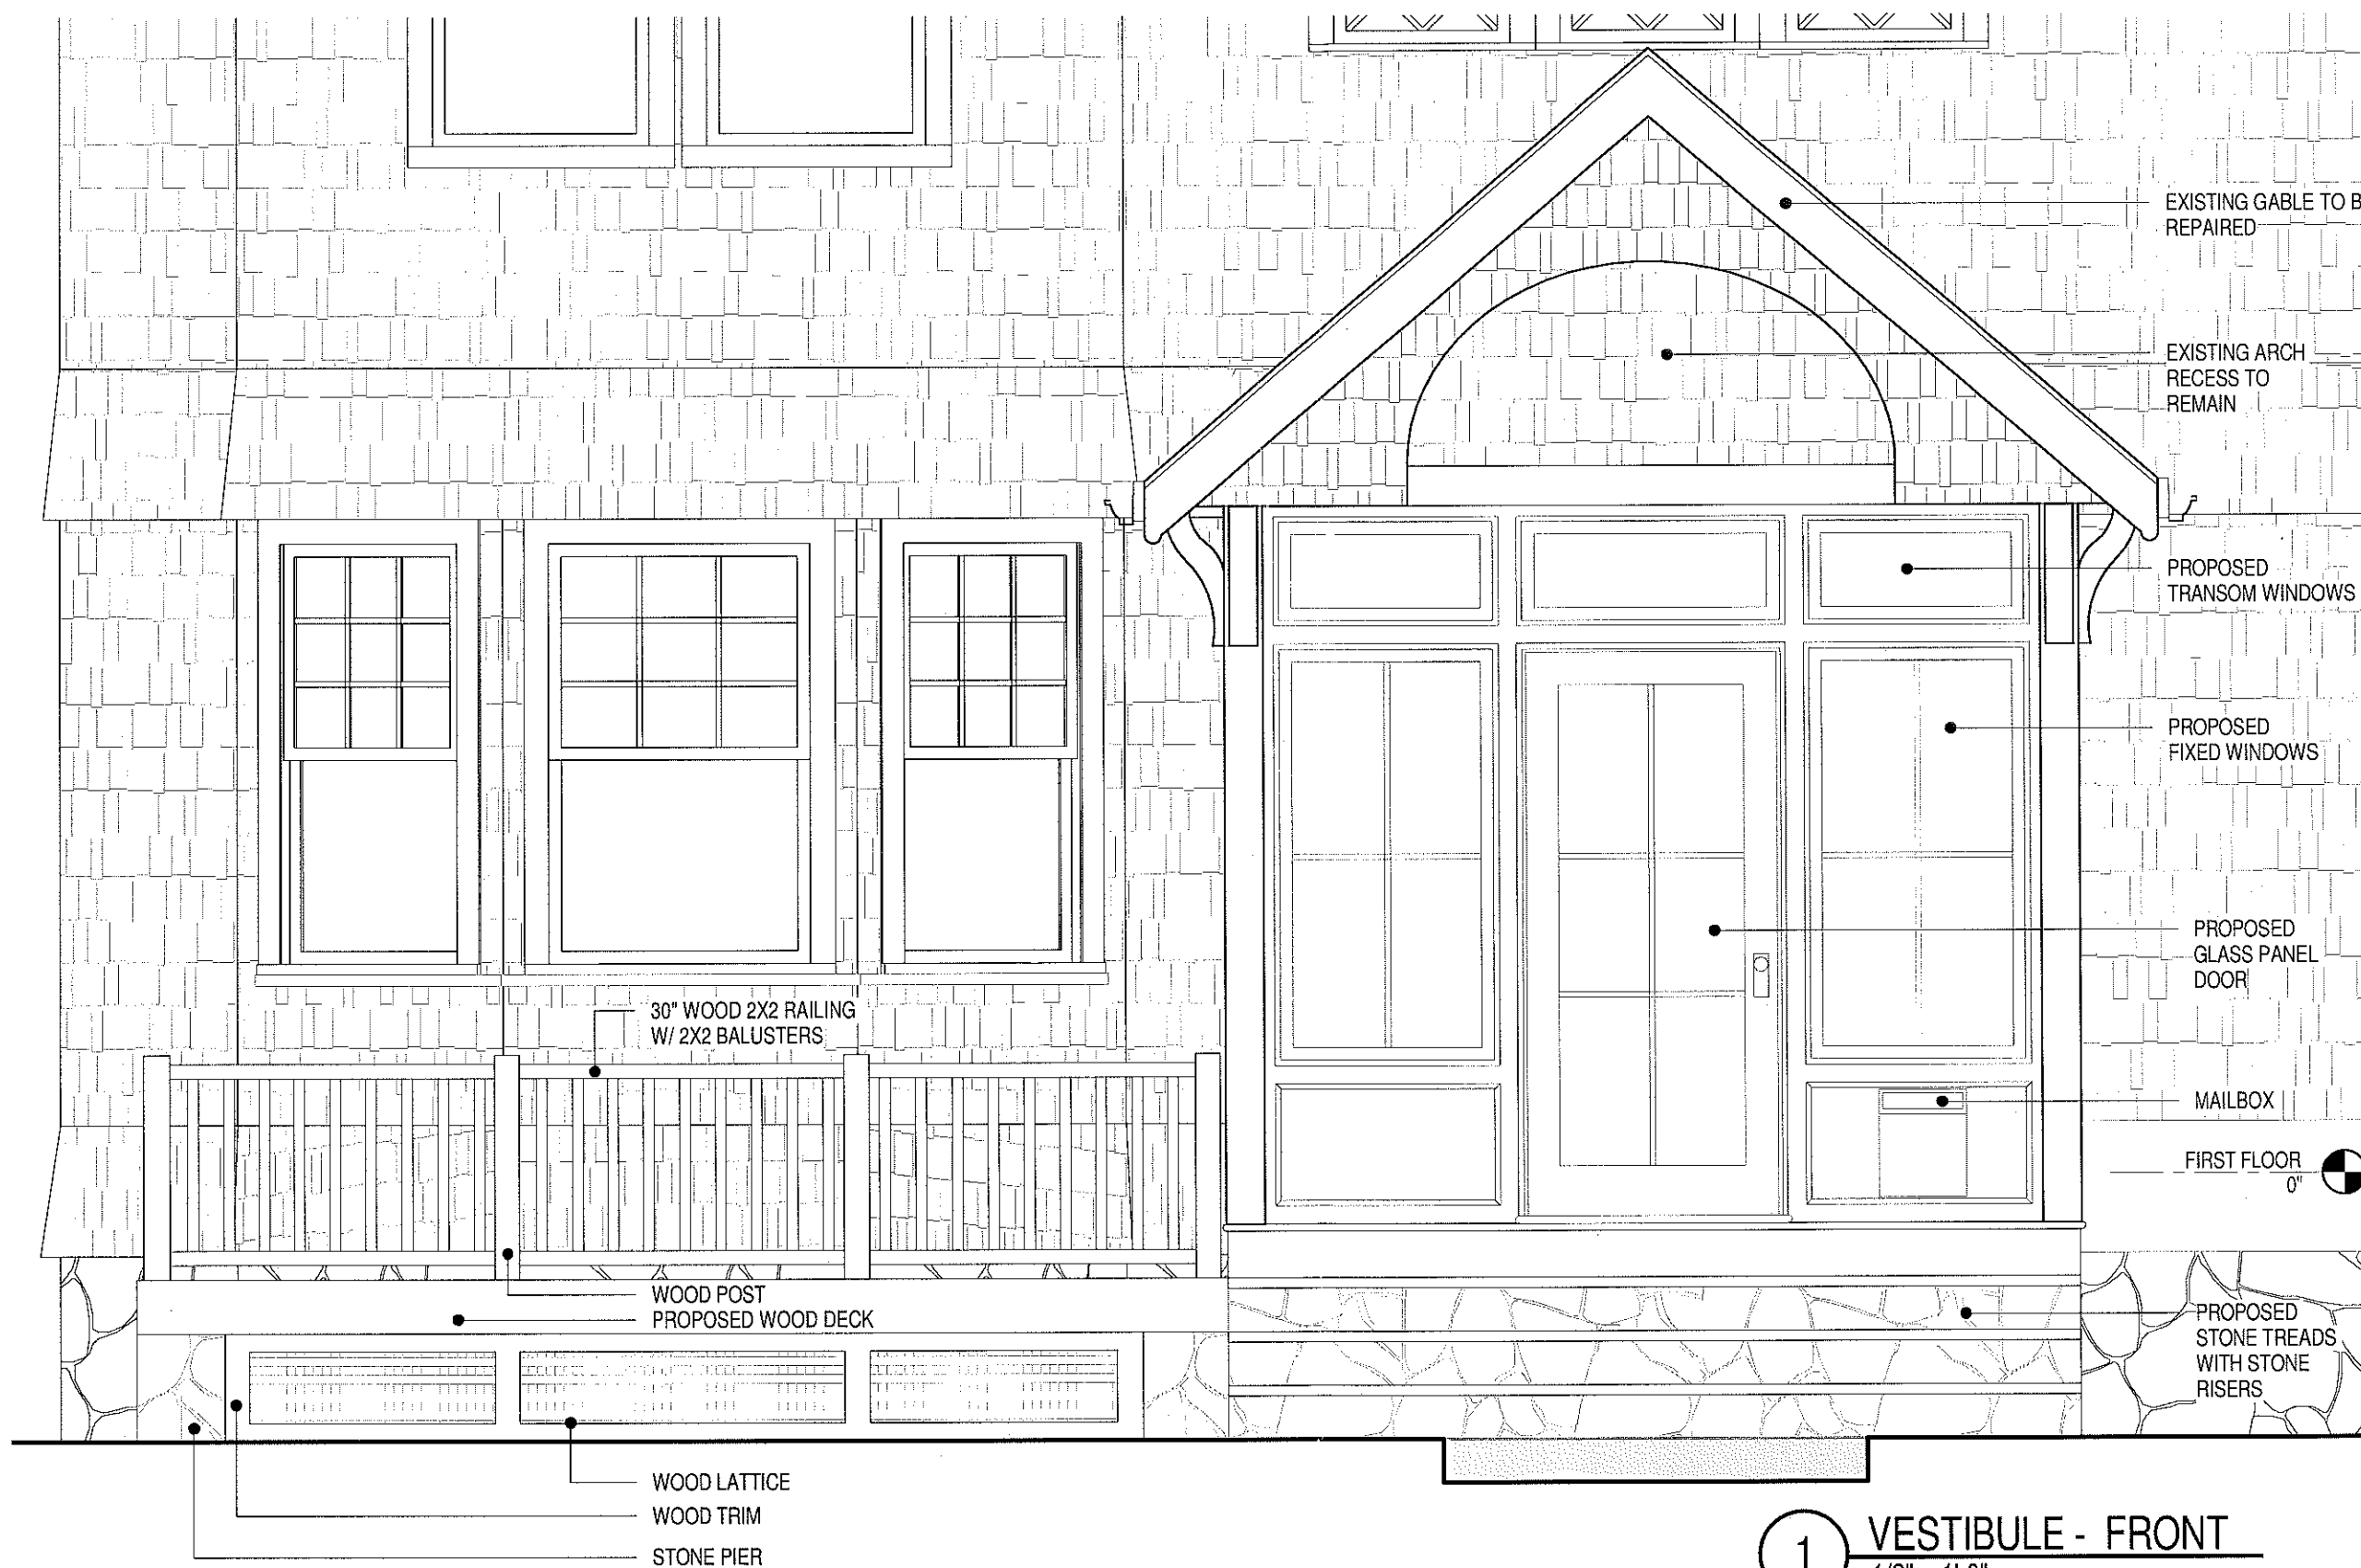 EXISTING GABLE TO B
REPAIRED
EXISTING ARCH
RECESS TO
REMAIN
PROPOSED
TRANSOM WINDOWS
PROPOSED
FIXED WINDOWS
PROPOSED
GLASS PANEL
DOOR
30" WOOD 2X2 RAILING
W/ 2X2 BALUSTERS
MAILBOX
FIRST FLOOR
0"
WOOD POST
PROPOSED WOOD DECK
PROPOSED
STONE TREADS
WITH STONE
RISERS
WOOD LATTICE
WOOD TRIM
STONE PIER
1
VESTIBULE - FRONT